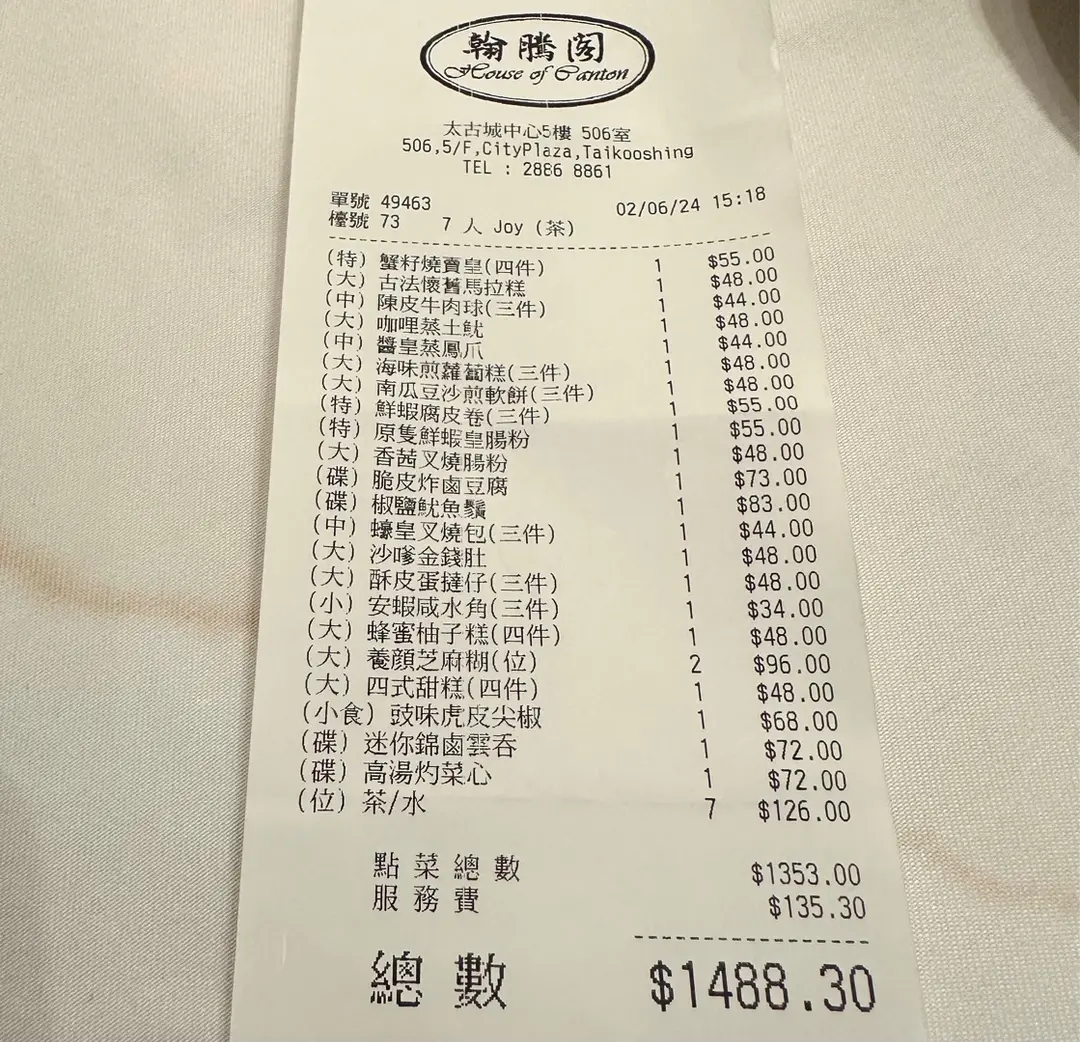 翰騰閣
House of Canton
太古城中心5樓 506室
506,5/F,CityPlaza,Taikooshing
TEL : 2886 8861
單號 49463 02/06/24 15:18
檯號 73 7 人 Joy (茶)
(特) 蟹籽燒賣皇(四件) 1 $55.00
(大) 古法懷舊馬拉糕 1 $48.00
(中) 陳皮牛肉球(三件) 1 $44.00
(大) 咖哩蒸土魷 1 $48.00
(中) 醬皇蒸鳳爪 1 $44.00
(大) 海味煎蘿蔔糕(三件) 1 $48.00
(大) 南瓜豆沙煎軟餅(三件) 1 $48.00
(特) 鮮蝦腐皮卷(三件) 1 $55.00
(特) 原隻鮮蝦皇腸粉 1 $55.00
(大) 香茜叉燒腸粉 1 $48.00
(碟) 脆皮炸鹵豆腐 1 $73.00
(碟) 椒鹽魷魚鬚 1 $83.00
(中) 蠔皇叉燒包(三件) 1 $44.00
(大) 沙嗲金錢肚 1 $48.00
(大) 酥皮蛋撻仔(三件) 1 $48.00
(小) 安蝦咸水角(三件) 1 $34.00
(大) 蜂蜜柚子糕(四件) 1 $48.00
(大) 養顏芝麻糊(位) 2 $96.00
(大) 四式甜糕(四件) 1 $48.00
(小食) 豉味虎皮尖椒 1 $68.00
(碟) 迷你錦鹵雲吞 1 $72.00
(碟) 高湯灼菜心 1 $72.00
(位) 茶/水 7 $126.00
點菜總數 $1353.00
服務費 $135.30
總數 $1488.30